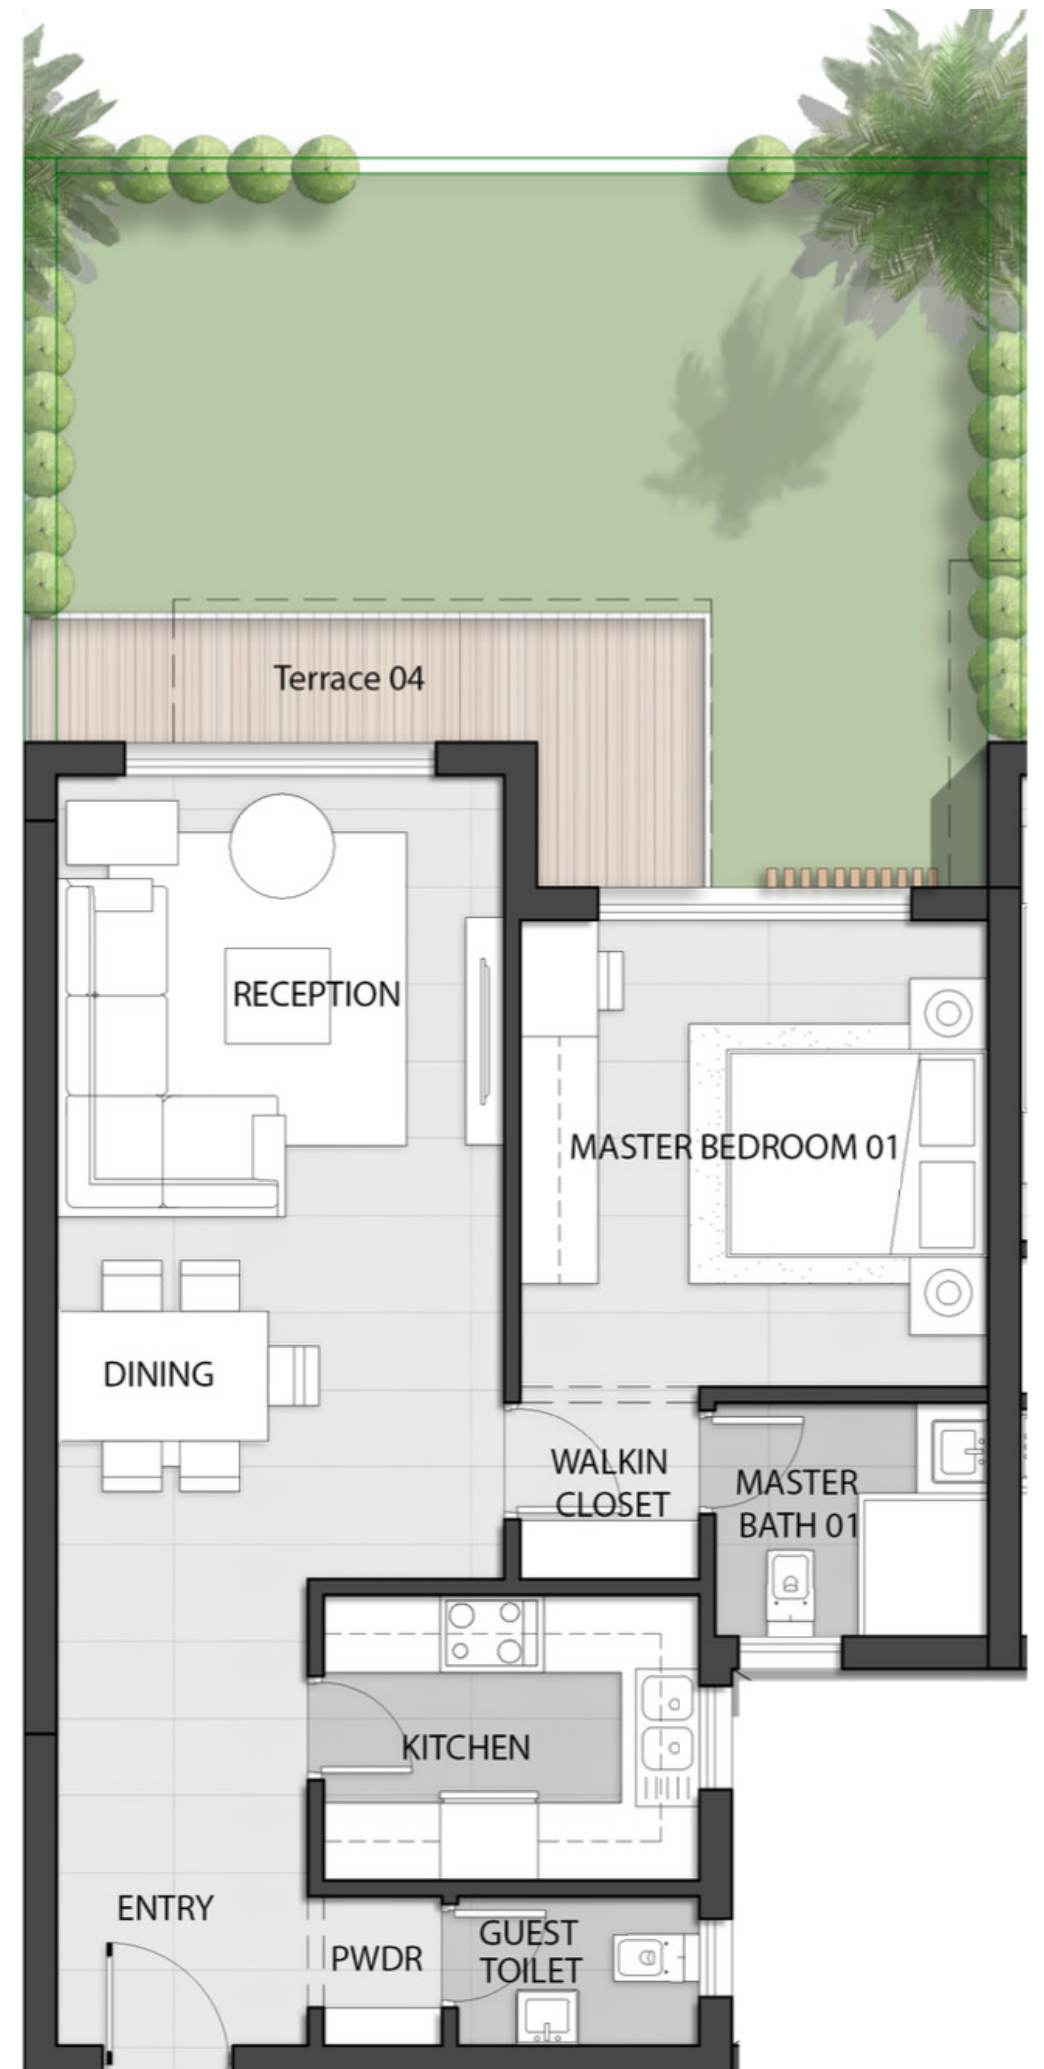 Terrace 04
RECEPTION
MASTER BEDROOM 01
DINING
WALKIN
CLOSET
MASTER
BATH 01
KITCHEN
ENTRY
GUEST
TOILET
PWDR